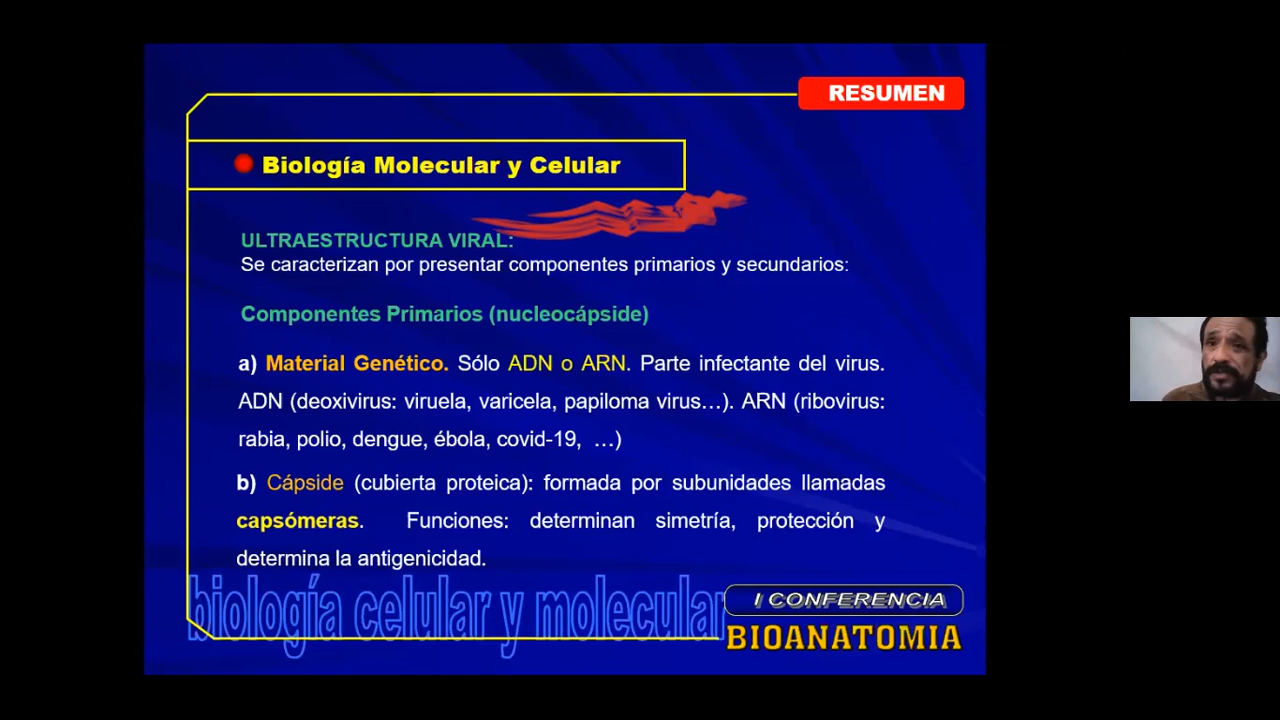 RESUMEN
Biología Molecular y Celular
ULTRAESTRUCTURA VIRAL:
Se caracterizan por presentar componentes primarios y secundarios:
Componentes Primarios (nucleocápside)
a) Material Genético. Sólo ADN o ARN. Parte infectante del virus.
ADN (deoxivirus: viruela, varicela, papiloma virus…). ARN (ribovirus:
rabia, polio, dengue, ébola, covid-19, …)
b) Cápside (cubierta proteica): formada por subunidades llamadas
capsómeras. Funciones: determinan simetría, protección y
determina la antigenicidad.
biología celular y molecular
I CONFERENCIA
BIOANATOMIA